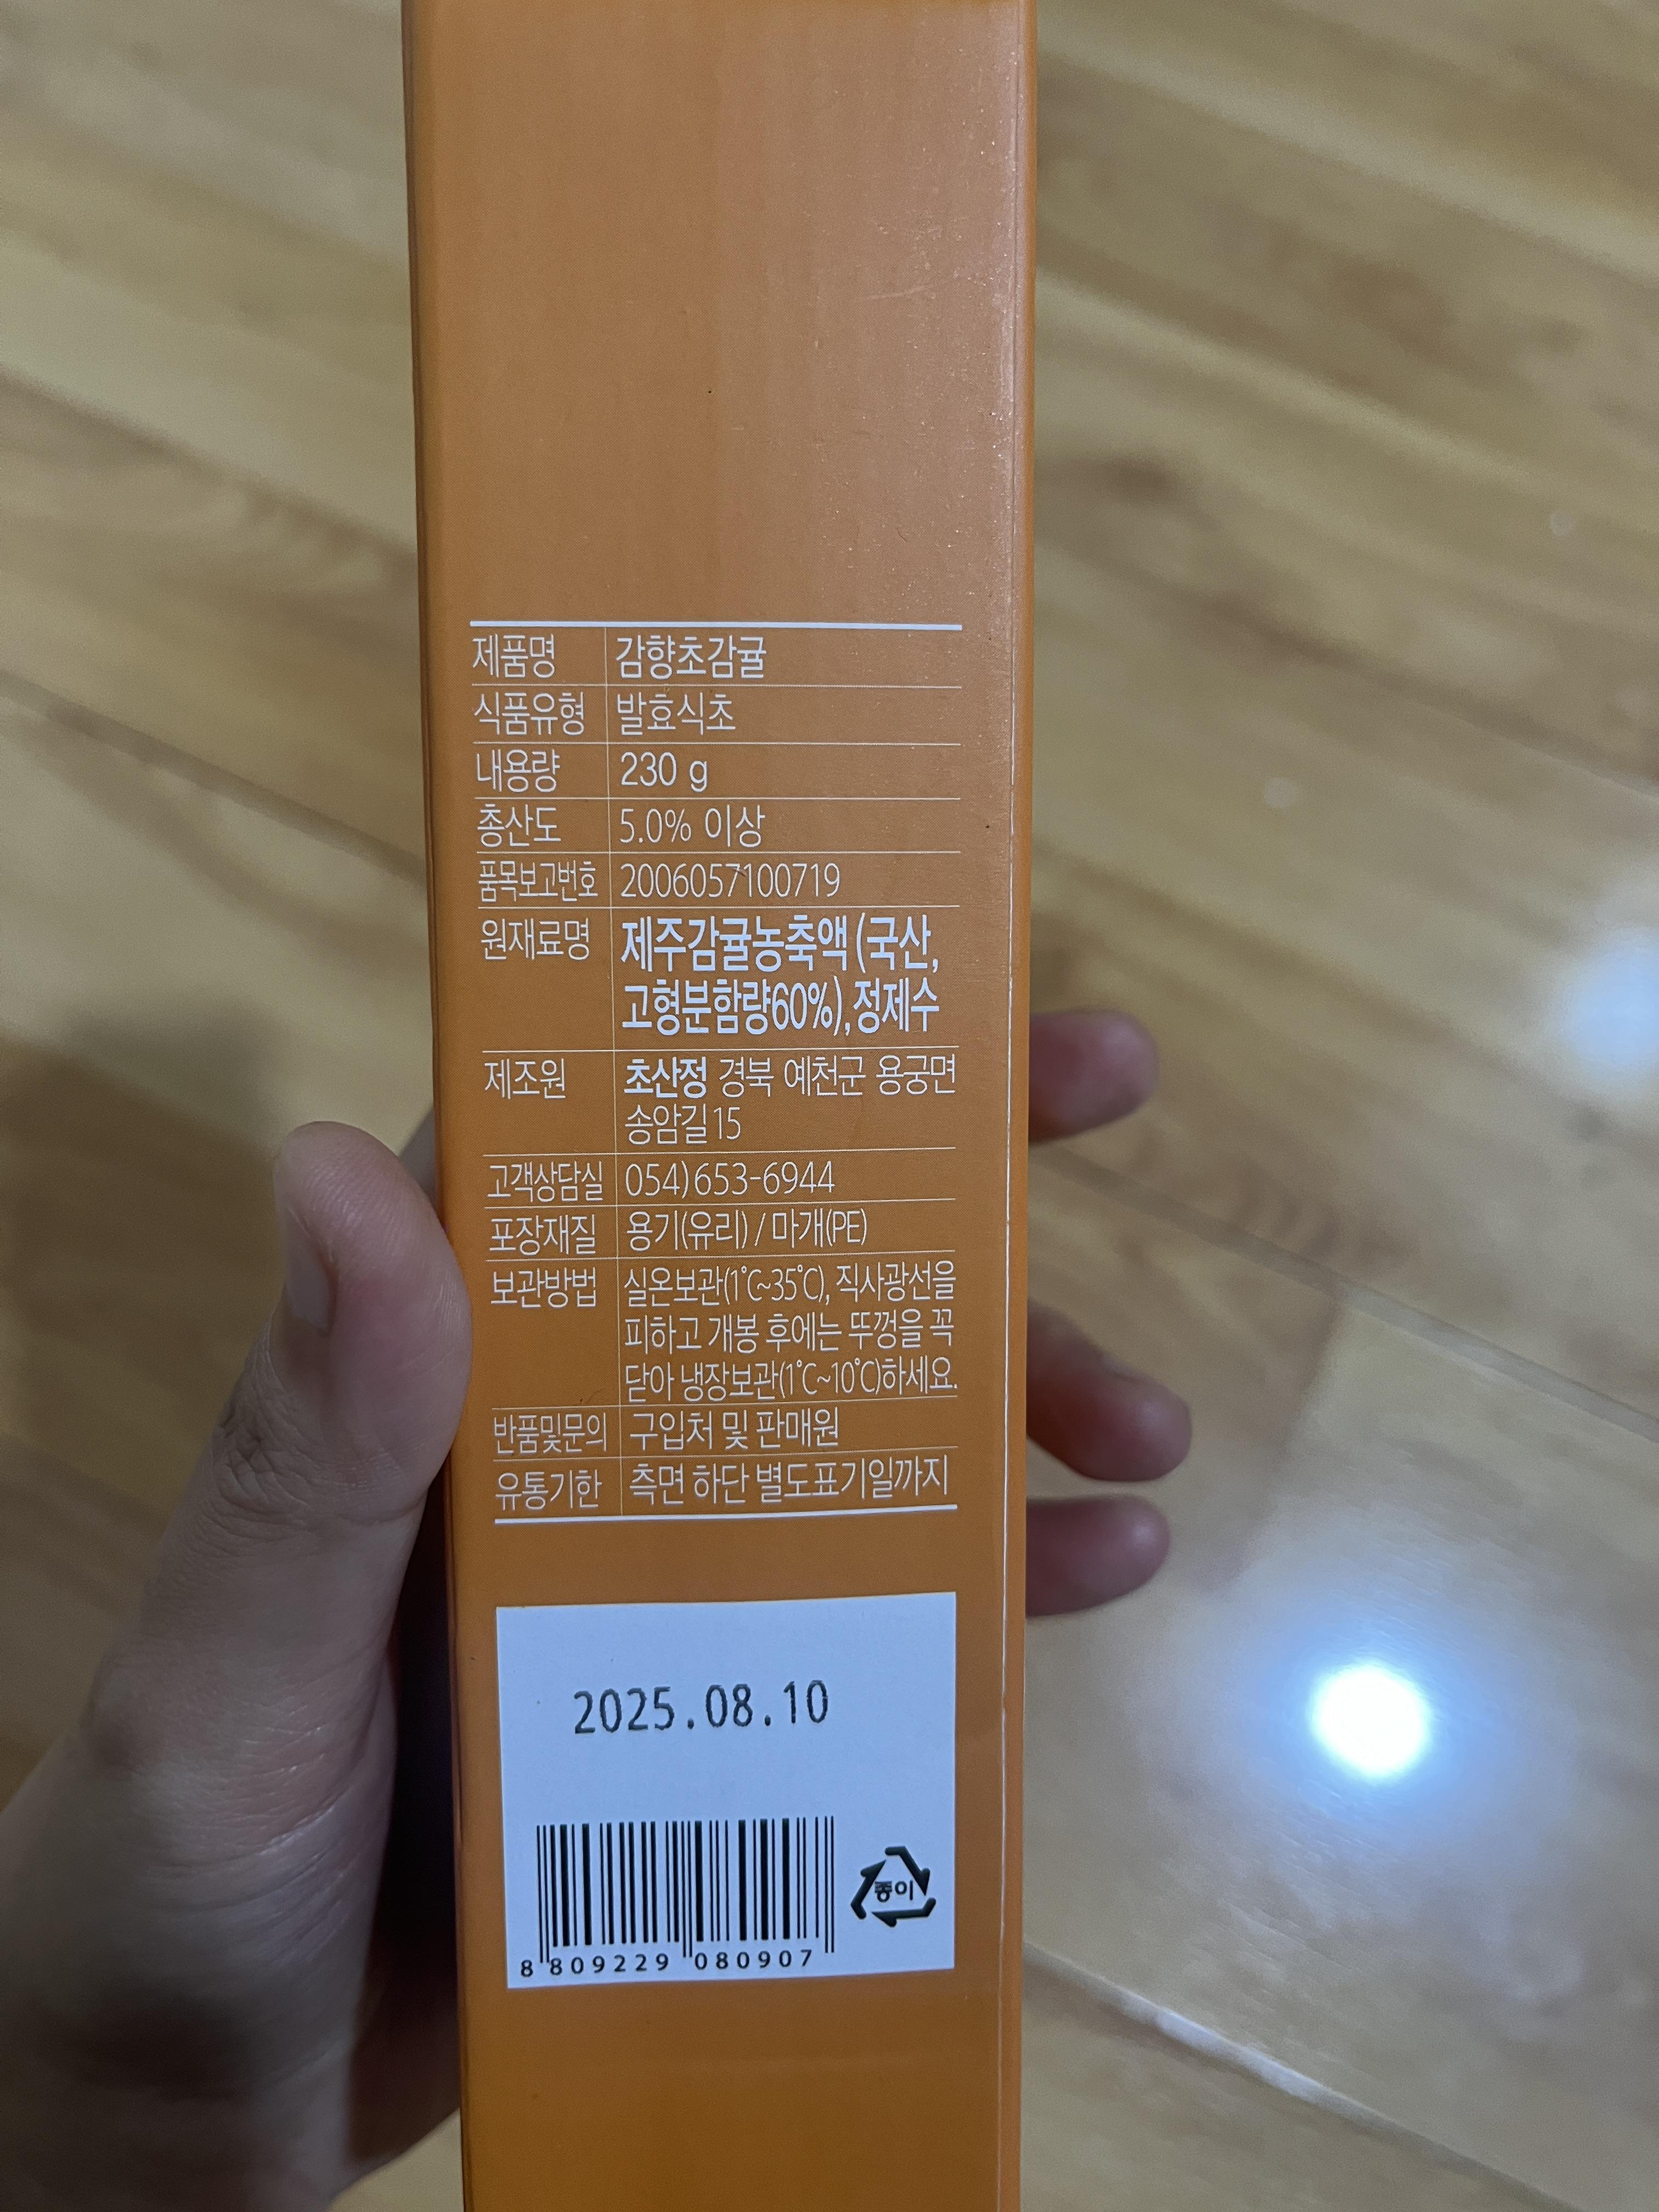 제품명 감향초감귤
식품유형 발효식초
내용량 230 g
총산도 5.0% 이상
품목보고번호 2006057100719
원재료명 제주감귤농축액 (국산,
고형분함량60%), 정제수
제조원 초산정 경북 예천군 용궁면
송암길 15
고객상담실 054)653-6944
포장재질 용기(유리) / 마개(PE)
보관방법 실온보관(1℃~35℃), 직사광선을
피하고 개봉 후에는 뚜껑을 꼭
닫아 냉장보관(1℃~10℃)하세요.
반품및문의 구입처 및 판매원
유통기한 측면 하단 별도표기일까지
2025.08.10
종이
8 809229 080907